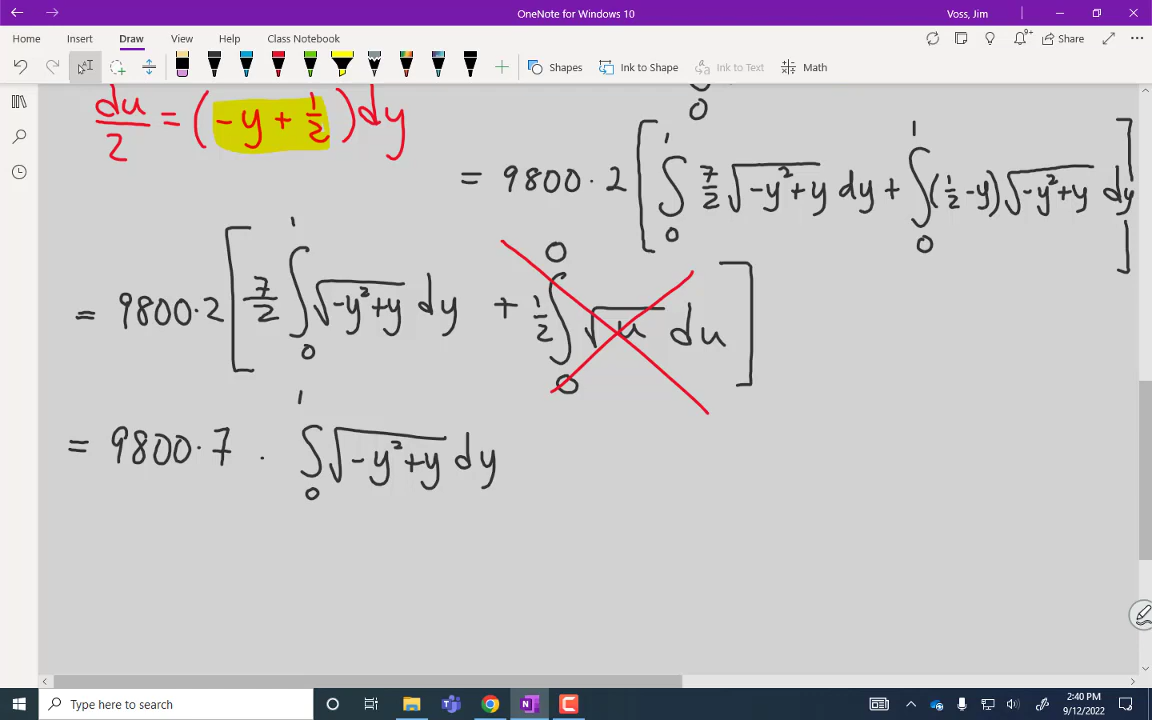 OneNote for Windows 10
Voss, Jim
Home Insert Draw View Help Class Notebook
Share
Shapes Ink to Shape Ink to Text Math
du/2 = (-y + 1/2) dy
0
= 9800 · 2 [ ∫₀¹ 7/2 √(-y²+y) dy + ∫₀¹ (1/2 -y) √(-y²+y) dy ]
= 9800 · 2 [ 7/2 ∫₀¹ √(-y²+y) dy + 1/2 ∫₀⁰ √u du ]
= 9800 · 7 · ∫₀¹ √(-y²+y) dy
Type here to search
2:40 PM
9/12/2022